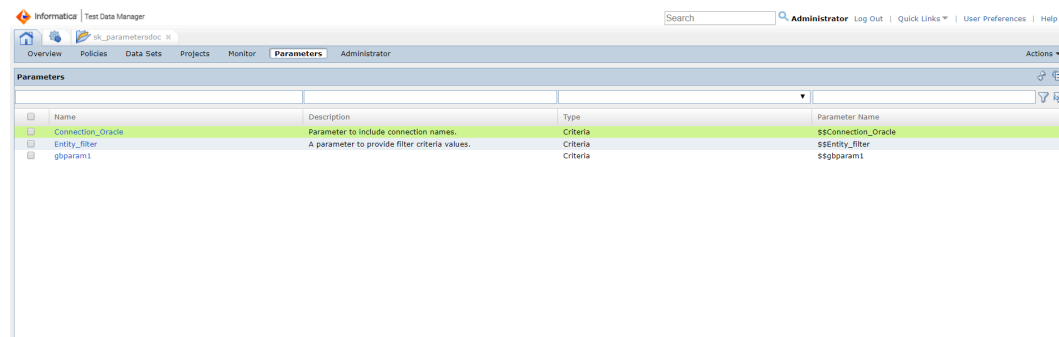 Informatica | Test Data Manager
Search
Administrator Log Out | Quick Links | User Preferences | Help
sk_parametersdoc
Overview Policies Data Sets Projects Monitor Parameters Administrator Actions
Parameters
Name Description Type Parameter Name
Connection_Oracle Parameter to include connection names. Criteria $$Connection_Oracle
Entity_filter A parameter to provide filter criteria values. Criteria $$Entity_filter
gbparam1 Criteria $$gbparam1